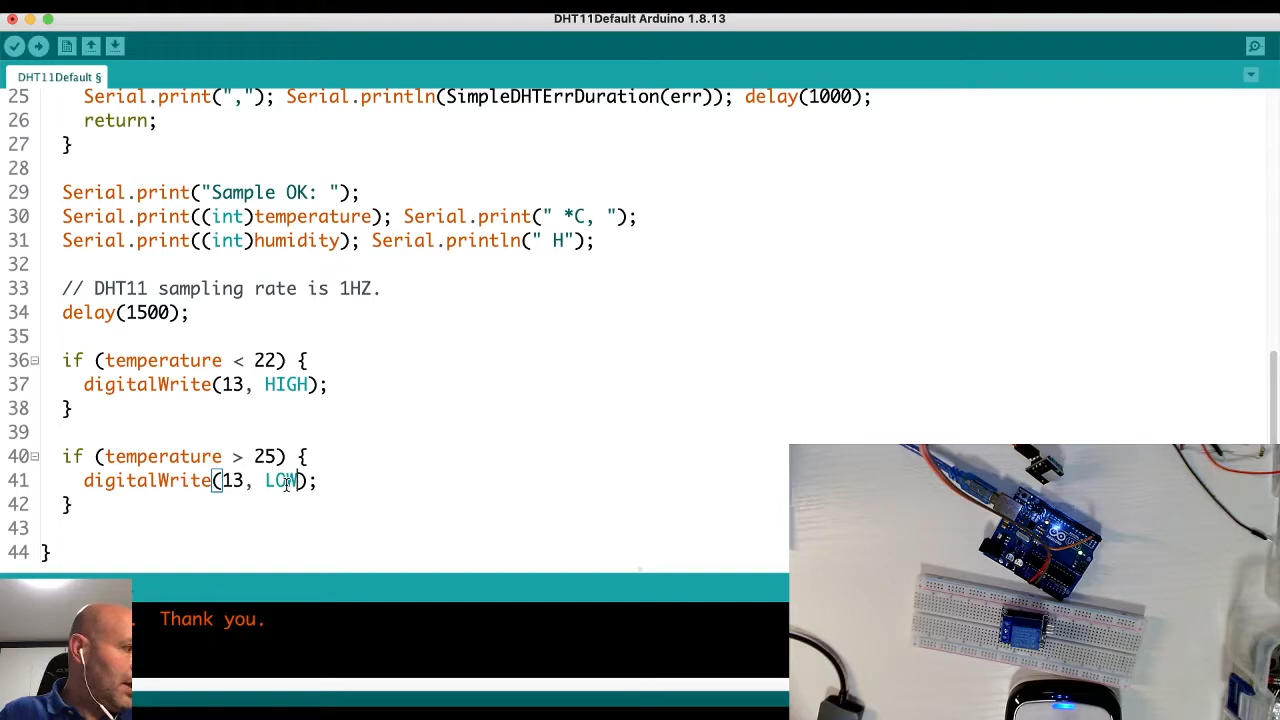 DHT11Default Arduino 1.8.13
DHT11Default §
25 Serial.print(","); Serial.println(SimpleDHTErrDuration(err)); delay(1000);
26 return;
27 }
28
29 Serial.print("Sample OK: ");
30 Serial.print((int)temperature); Serial.print(" *C, ");
31 Serial.print((int)humidity); Serial.println(" H");
32
33 // DHT11 sampling rate is 1HZ.
34 delay(1500);
35
36 if (temperature < 22) {
37 digitalWrite(13, HIGH);
38 }
39
40 if (temperature > 25) {
41 digitalWrite(13, LOW);
42 }
43
44 }
. Thank you.